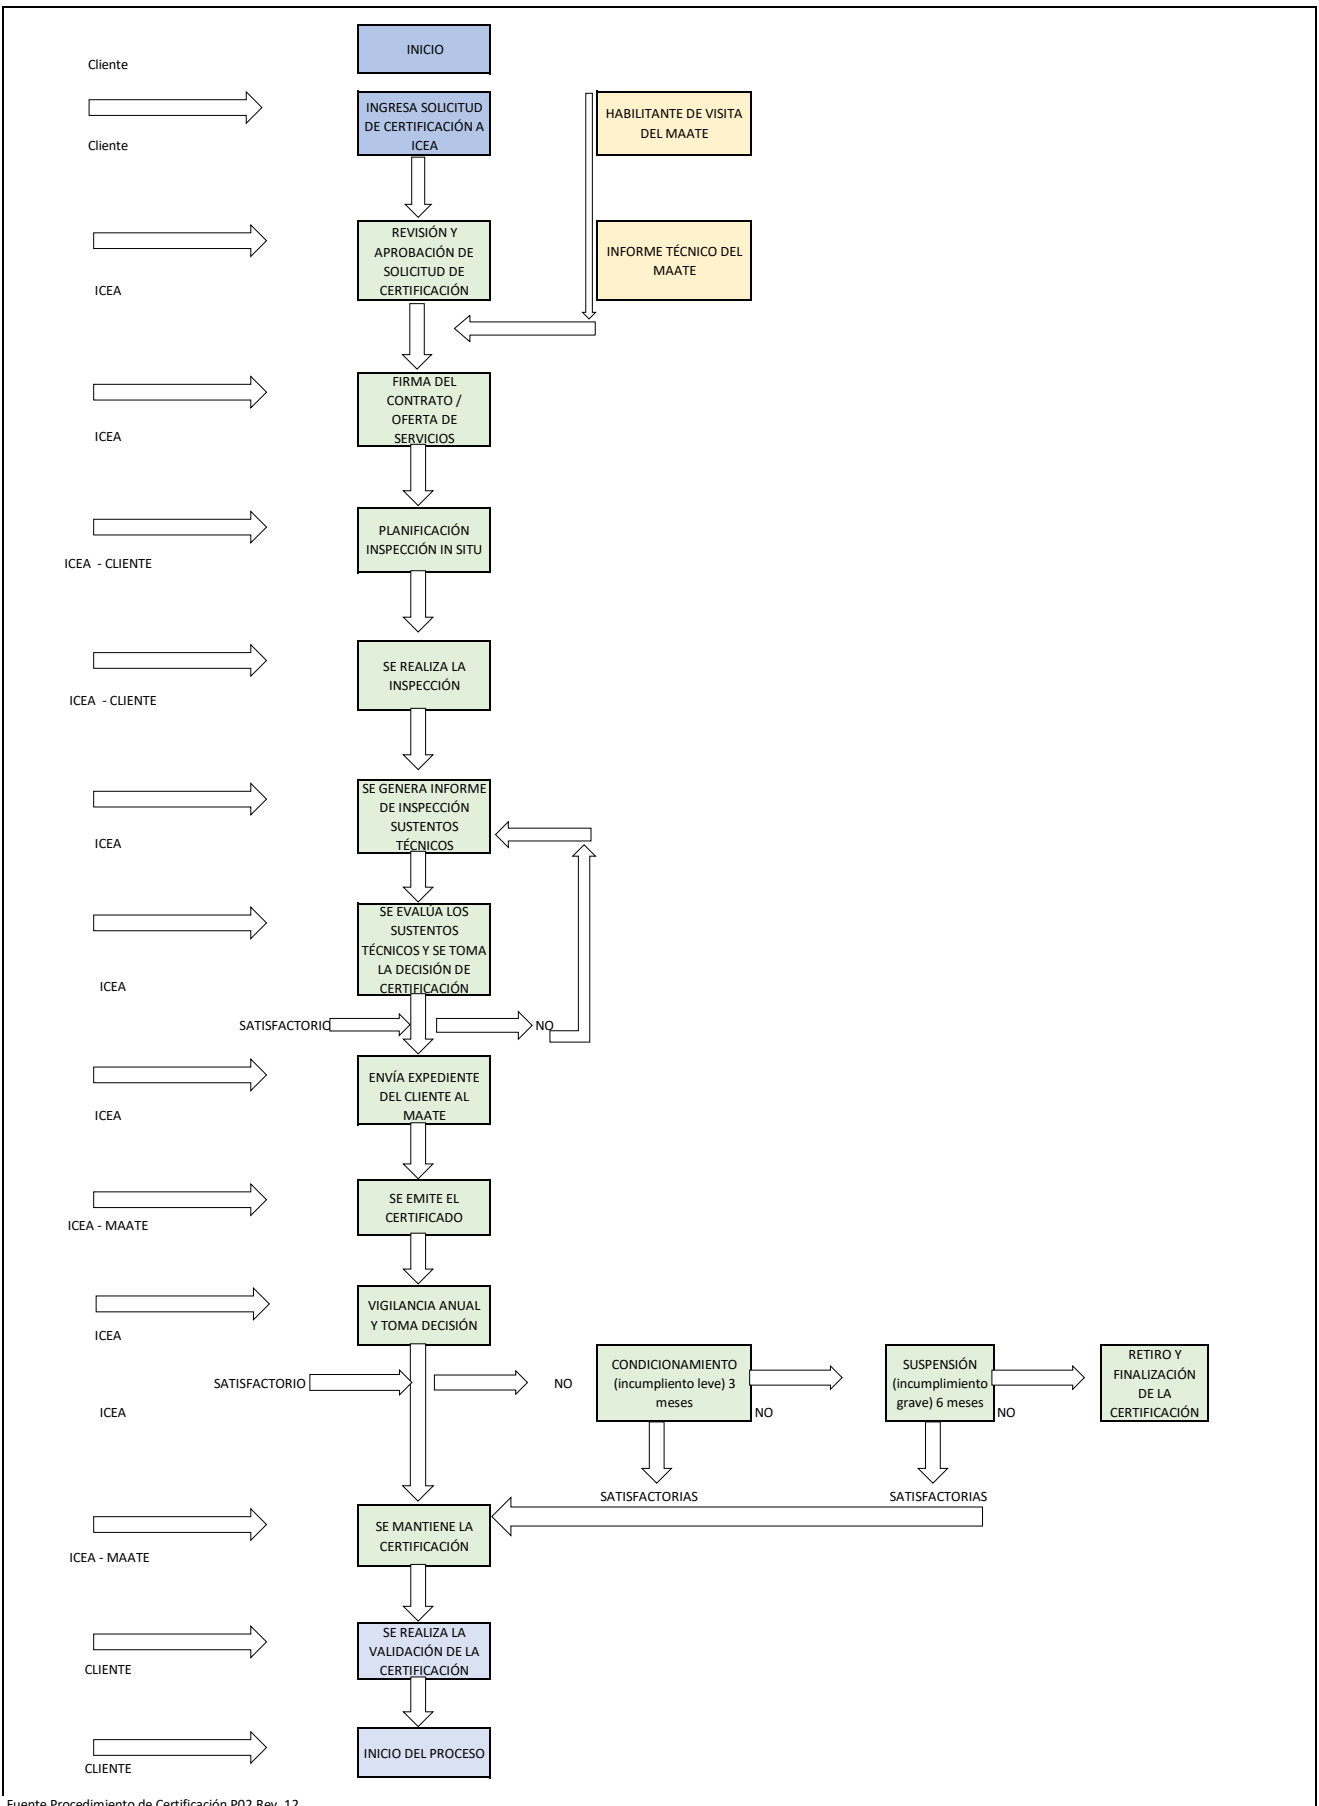 INICIO
Cliente
INGRESA SOLICITUD
DE CERTIFICACIÓN A
ICEA
HABILITANTE DE VISITA
DEL MAATE
Cliente
REVISIÓN Y
APROBACIÓN DE
SOLICITUD DE
CERTIFICACIÓN
INFORME TÉCNICO DEL
MAATE
ICEA
FIRMA DEL
CONTRATO /
OFERTA DE
SERVICIOS
ICEA
PLANIFICACIÓN
INSPECCIÓN IN SITU
ICEA - CLIENTE
SE REALIZA LA
INSPECCIÓN
ICEA - CLIENTE
SE GENERA INFORME
DE INSPECCIÓN
SUSTENTOS
TÉCNICOS
ICEA
SE EVALÚA LOS
SUSTENTOS
TÉCNICOS Y SE TOMA
LA DECISIÓN DE
CERTIFICACIÓN
ICEA
SATISFACTORIO
NO
ENVÍA EXPEDIENTE
DEL CLIENTE AL
MAATE
ICEA
SE EMITE EL
CERTIFICADO
ICEA - MAATE
VIGILANCIA ANUAL
Y TOMA DECISIÓN
ICEA
SATISFACTORIO
NO
CONDICIONAMIENTO
(incumpliento leve) 3
meses
NO
SUSPENSIÓN
(incumplimiento
grave) 6 meses
NO
RETIRO Y
FINALIZACIÓN
DE LA
CERTIFICACIÓN
ICEA
SATISFACTORIAS
SATISFACTORIAS
SE MANTIENE LA
CERTIFICACIÓN
ICEA - MAATE
SE REALIZA LA
VALIDACIÓN DE LA
CERTIFICACIÓN
CLIENTE
INICIO DEL PROCESO
CLIENTE
Fuente Procedimiento de Certificación P02 Rev. 12